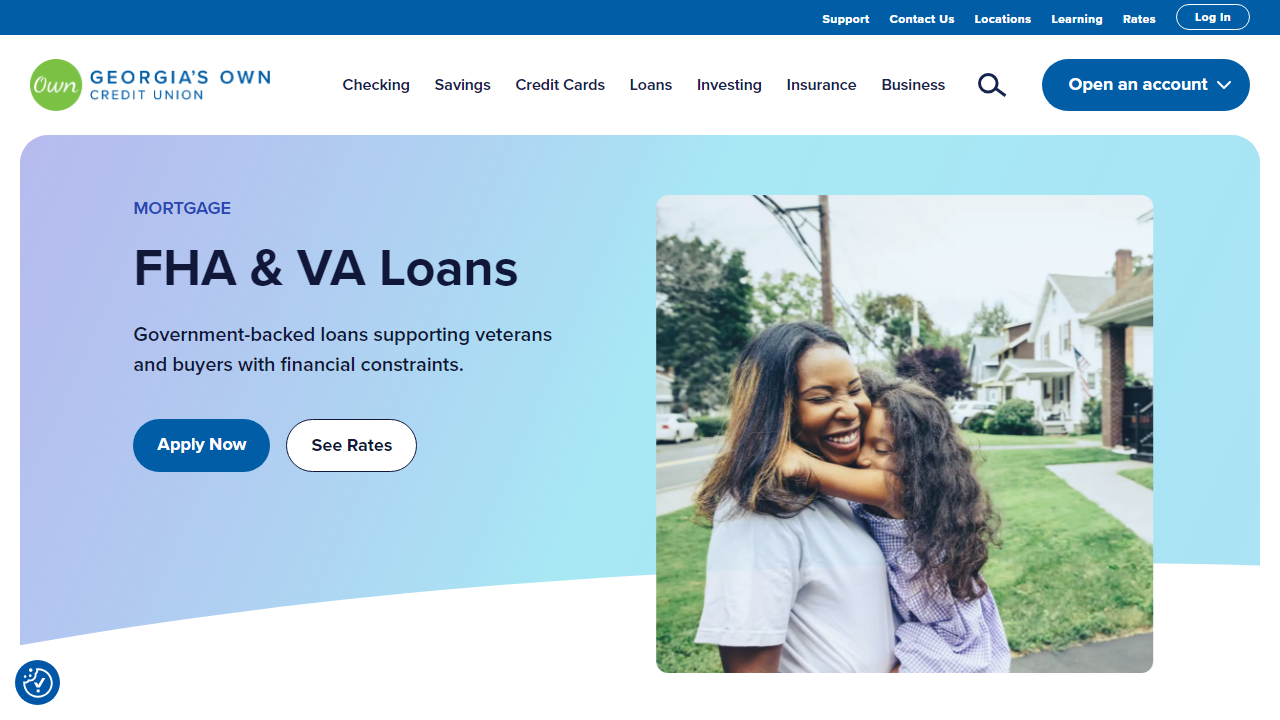 Support Contact Us Locations Learning Rates Log In
Own GEORGIA'S OWN
CREDIT UNION
Checking Savings Credit Cards Loans Investing Insurance Business Open an account
MORTGAGE
FHA & VA Loans
Government-backed loans supporting veterans
and buyers with financial constraints.
Apply Now See Rates